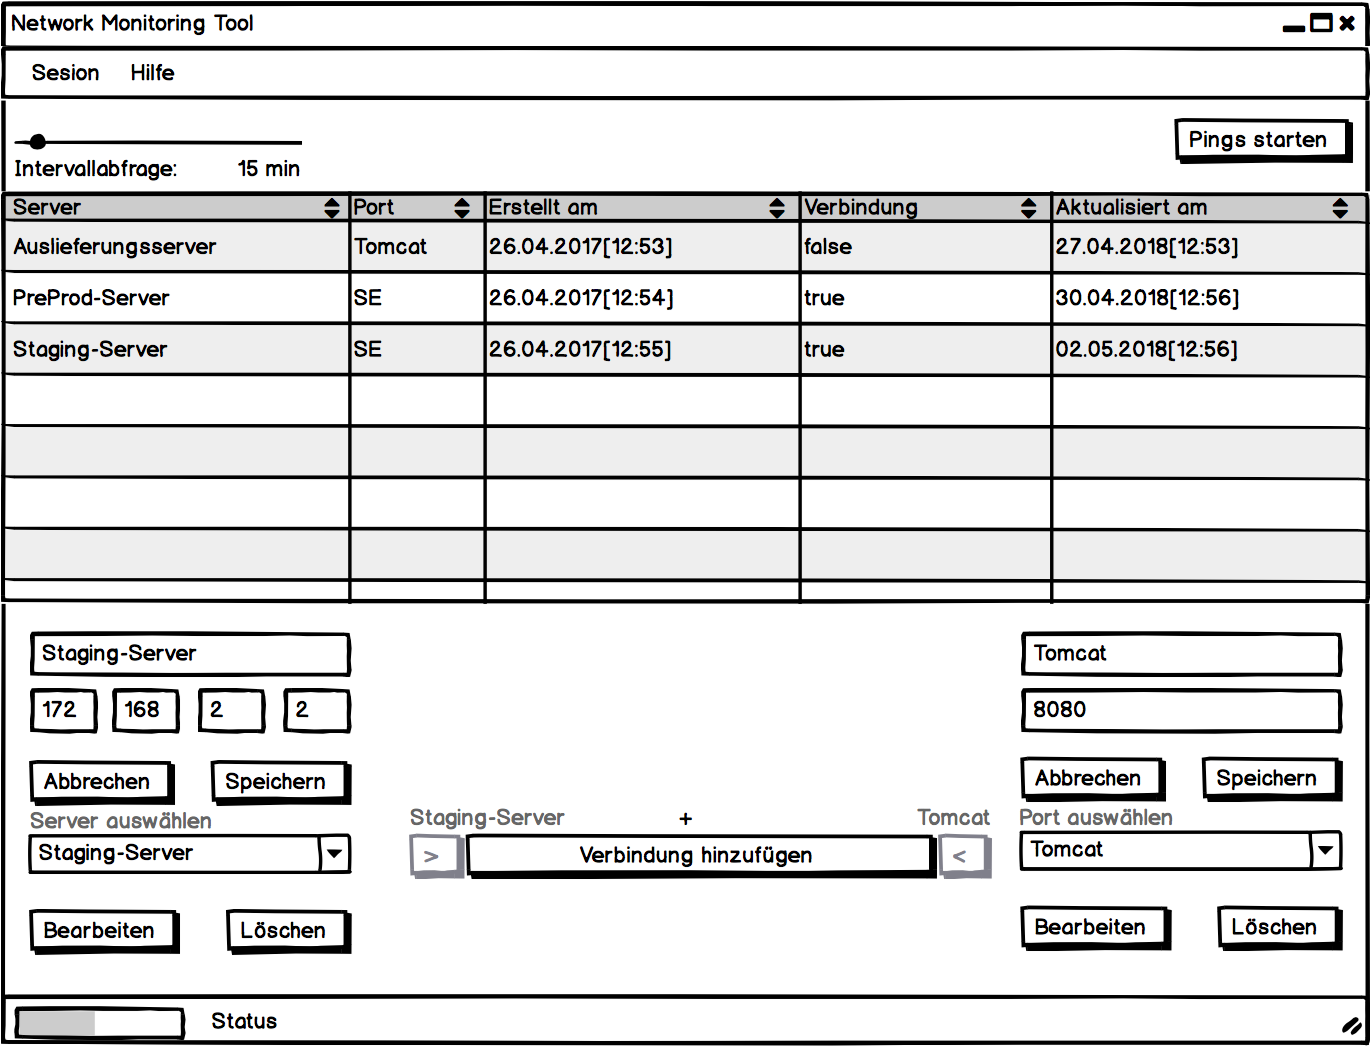 Network Monitoring Tool
Sesion Hilfe
Pings starten
Intervallabfrage: 15 min
Server Port Erstellt am Verbindung Aktualisiert am
Auslieferungsserver Tomcat 26.04.2017[12:53] false 27.04.2018[12:53]
PreProd-Server SE 26.04.2017[12:54] true 30.04.2018[12:56]
Staging-Server SE 26.04.2017[12:55] true 02.05.2018[12:56]
Staging-Server Tomcat
172 168 2 2 8080
Abbrechen Speichern Abbrechen Speichern
Server auswählen Staging-Server + Tomcat Port auswählen
Staging-Server > Verbindung hinzufügen < Tomcat
Bearbeiten Löschen Bearbeiten Löschen
Status